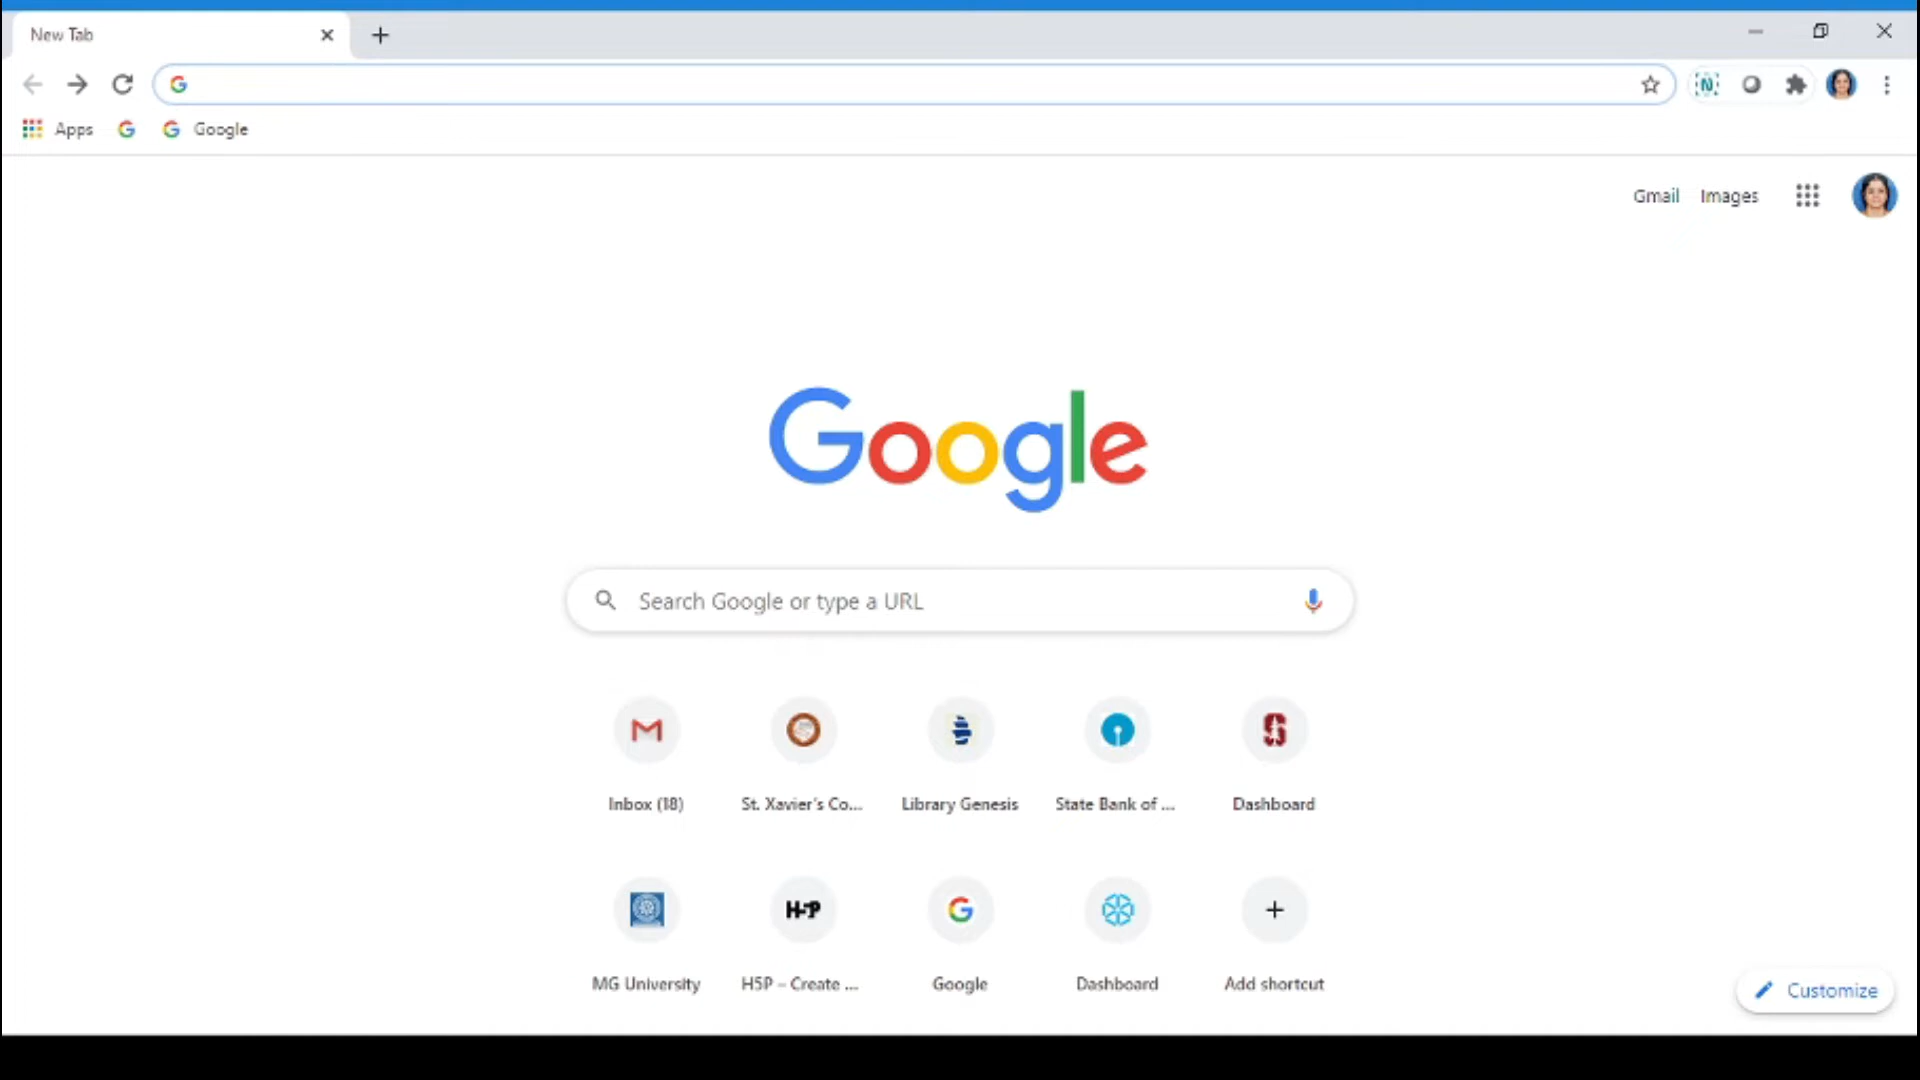 New Tab
Apps
Google
Gmail Images
Google
Search Google or type a URL
Inbox (18) St. Xavier's Co... Library Genesis State Bank of ... Dashboard
H-P
MG University H5P – Create ... Google Dashboard Add shortcut
Customize